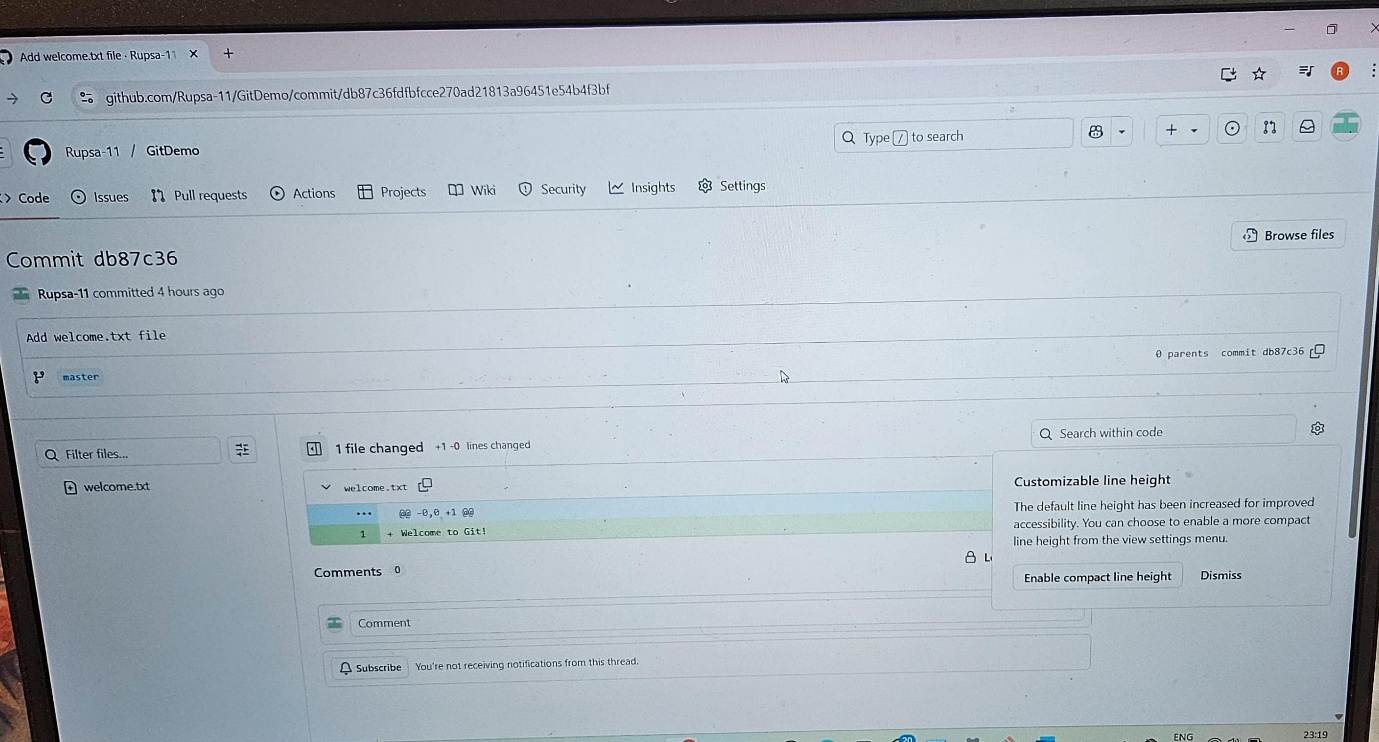 Add welcome.txt file · Rupsa-11
github.com/Rupsa-11/GitDemo/commit/db87c36fdfbfcce270ad21813a96451e54b4f3bf
R
Rupsa-11 / GitDemo
Type / to search
Code Issues Pull requests Actions Projects Wiki Security Insights Settings
Commit db87c36
Browse files
Rupsa-11 committed 4 hours ago
Add welcome.txt file
master
0 parents commit db87c36
Filter files...
welcome.txt
1 file changed +1 -0 lines changed
Search within code
welcome.txt
@@ -0,0 +1 @@
1 + Welcome to Git!
Customizable line height
The default line height has been increased for improved
accessibility. You can choose to enable a more compact
line height from the view settings menu.
Enable compact line height Dismiss
Comments 0
Comment
Subscribe You're not receiving notifications from this thread.
20
ENG
23:19